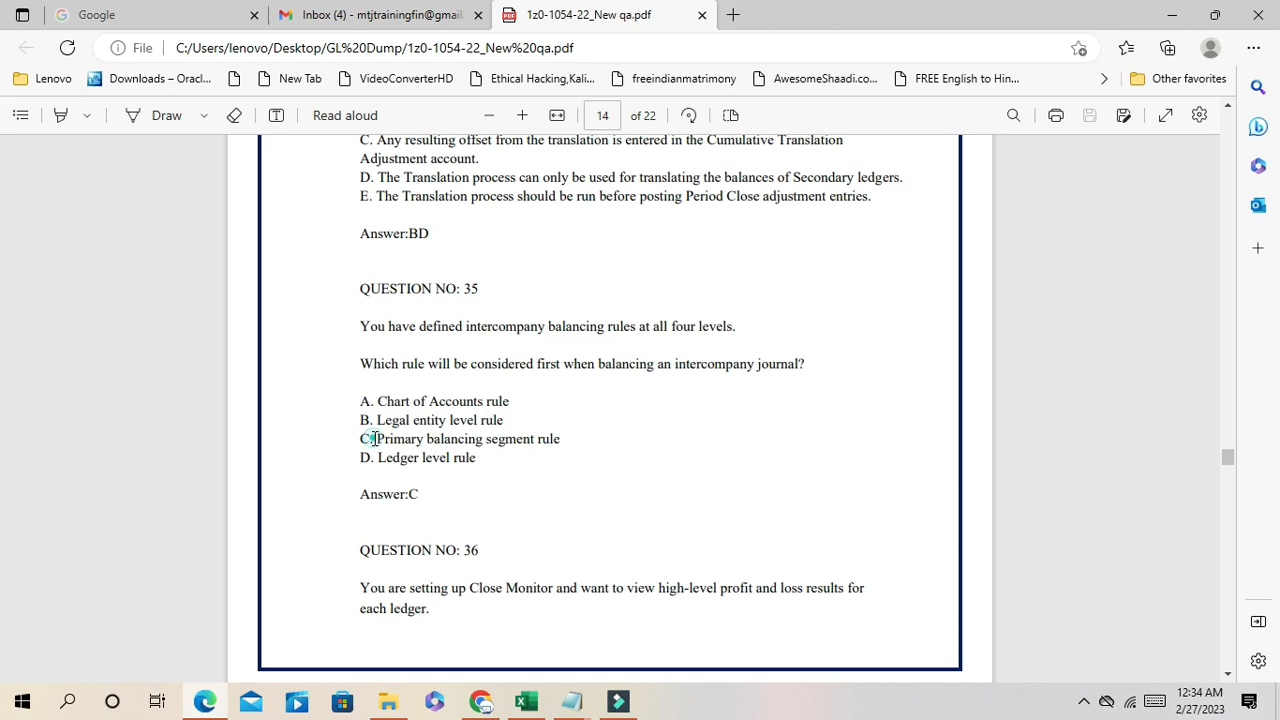 Google
Inbox (4) - mtjtrainingfin@gmail
1z0-1054-22_New qa.pdf
File
C:/Users/lenovo/Desktop/GL%20Dump/1z0-1054-22_New%20qa.pdf
Lenovo
Downloads – Oracl...
New Tab
VideoConverterHD
Ethical Hacking,Kali...
freeindianmatrimony
AwesomeShaadi.co...
FREE English to Hin...
Other favorites
Draw
Read aloud
14
of 22
C. Any resulting offset from the translation is entered in the Cumulative Translation
Adjustment account.
D. The Translation process can only be used for translating the balances of Secondary ledgers.
E. The Translation process should be run before posting Period Close adjustment entries.
Answer:BD
QUESTION NO: 35
You have defined intercompany balancing rules at all four levels.
Which rule will be considered first when balancing an intercompany journal?
A. Chart of Accounts rule
B. Legal entity level rule
C. Primary balancing segment rule
D. Ledger level rule
Answer:C
QUESTION NO: 36
You are setting up Close Monitor and want to view high-level profit and loss results for
each ledger.
12:34 AM
2/27/2023